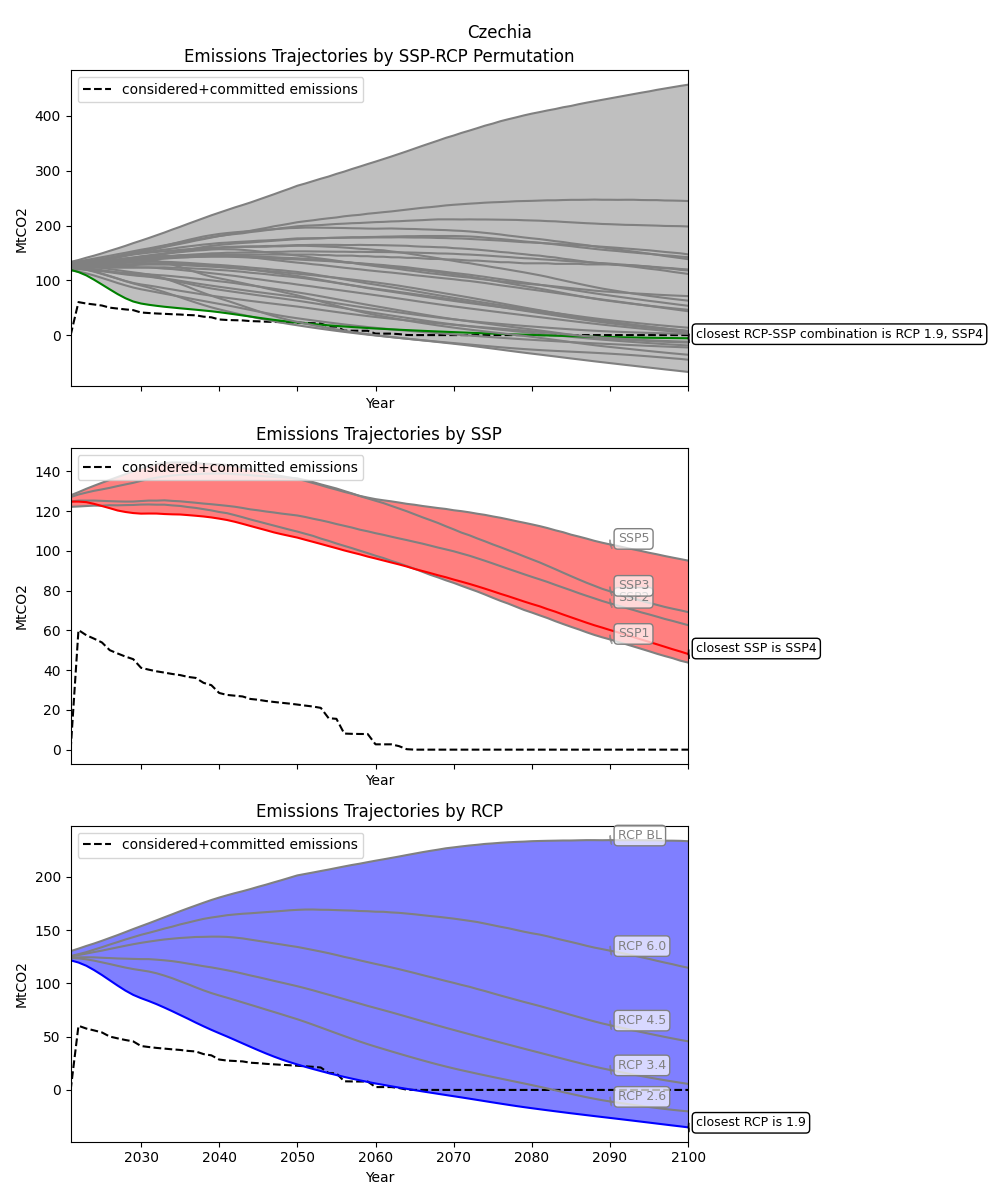 Czechia
Emissions Trajectories by SSP-RCP Permutation
considered+committed emissions
400
300
200
100
0
MtCO2
closest RCP-SSP combination is RCP 1.9, SSP4
Year
Emissions Trajectories by SSP
considered+committed emissions
140
120
100
80
60
40
20
0
MtCO2
SSP5
SSP3
SSP2
SSP1
closest SSP is SSP4
Year
Emissions Trajectories by RCP
considered+committed emissions
200
150
100
50
0
MtCO2
RCP BL
RCP 6.0
RCP 4.5
RCP 3.4
RCP 2.6
closest RCP is 1.9
2030 2040 2050 2060 2070 2080 2090 2100
Year